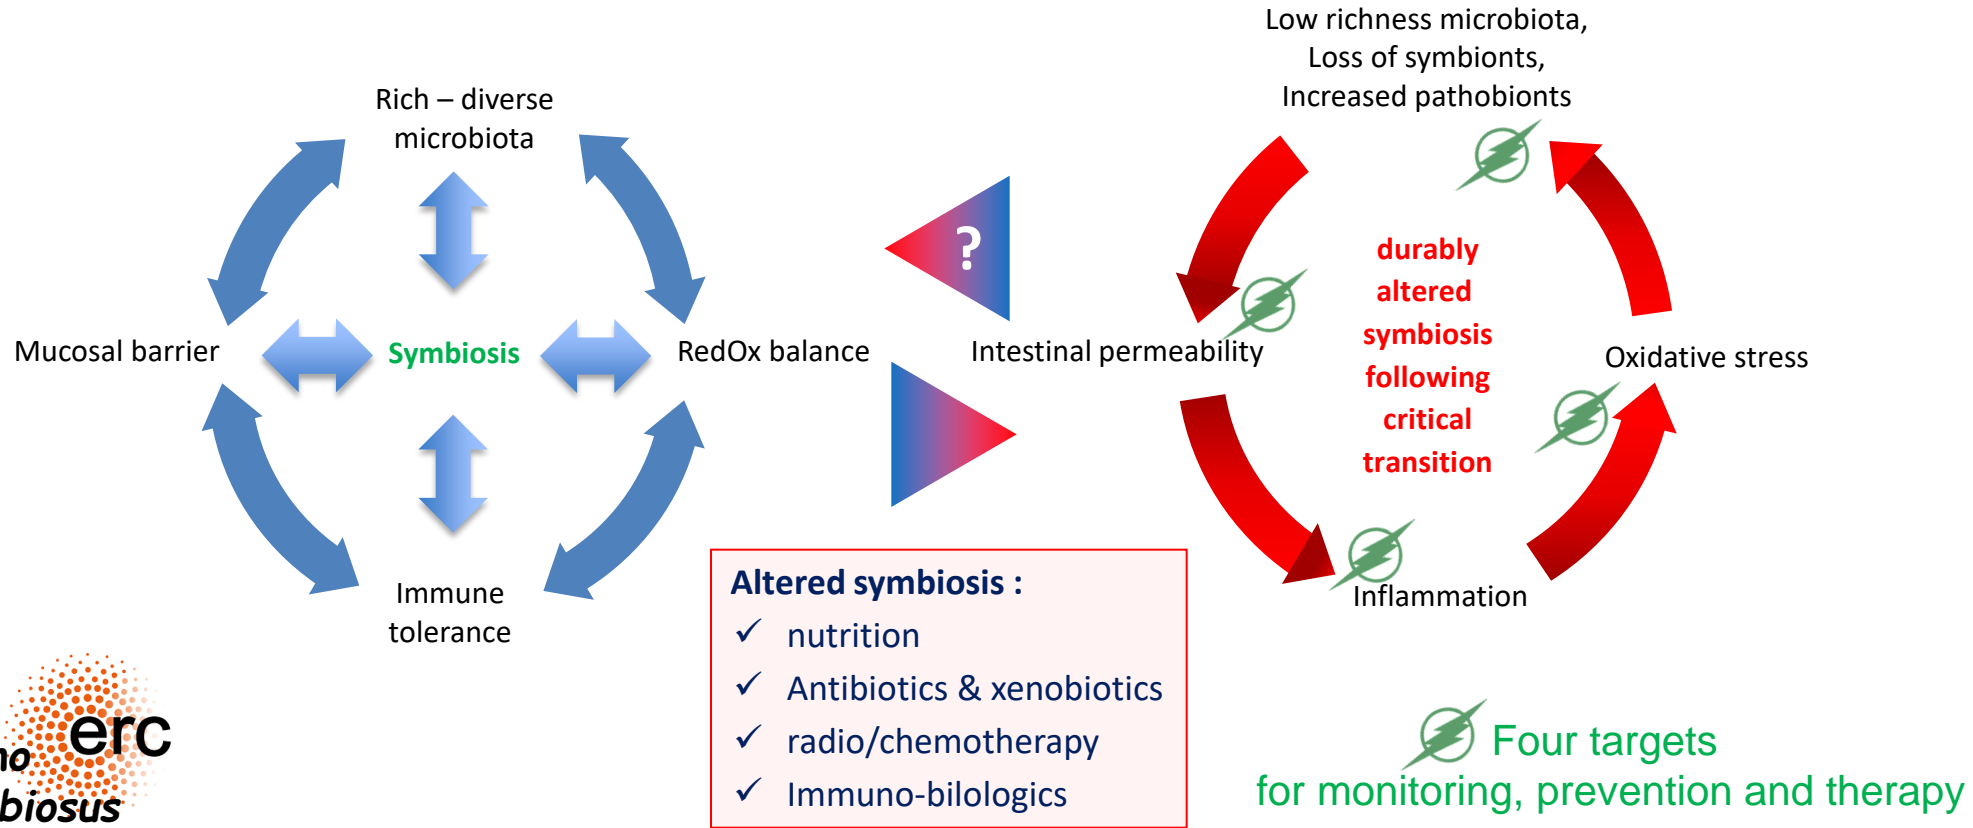 Rich – diverse
microbiota
Mucosal barrier
Symbiosis
RedOx balance
Immune
tolerance
?
Low richness microbiota,
Loss of symbionts,
Increased pathobionts
Intestinal permeability
durably
altered
symbiosis
following
critical
transition
Oxidative stress
Inflammation
Altered symbiosis :
✓ nutrition
✓ Antibiotics & xenobiotics
✓ radio/chemotherapy
✓ Immuno-bilologics
erc
Four targets
for monitoring, prevention and therapy